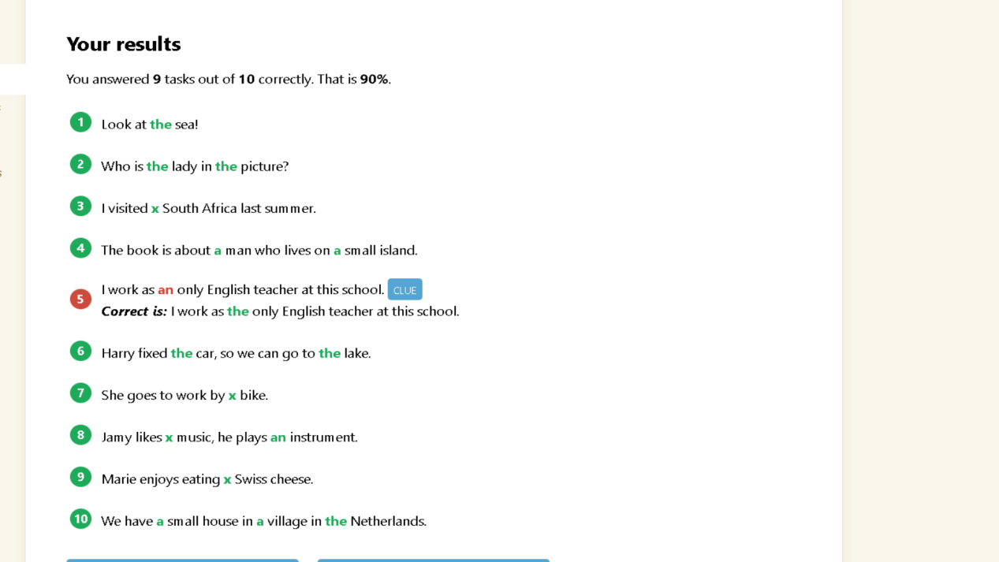 Your results
You answered 9 tasks out of 10 correctly. That is 90%.
1 Look at the sea!
2 Who is the lady in the picture?
3 I visited x South Africa last summer.
4 The book is about a man who lives on a small island.
5 I work as an only English teacher at this school. CLUE
Correct is: I work as the only English teacher at this school.
6 Harry fixed the car, so we can go to the lake.
7 She goes to work by x bike.
8 Jamy likes x music, he plays an instrument.
9 Marie enjoys eating x Swiss cheese.
10 We have a small house in a village in the Netherlands.